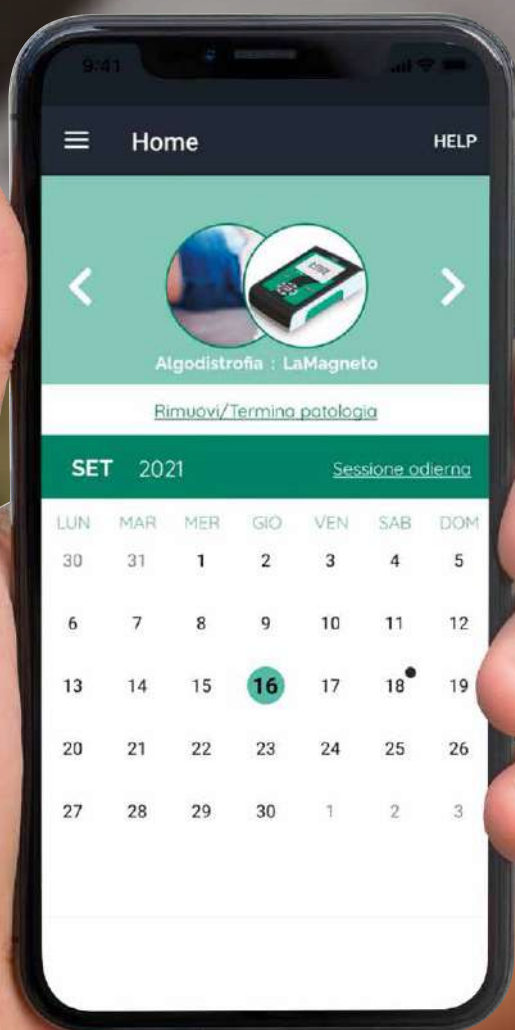 9:41
Home
HELP
Algodistrofia : LaMagneto
Rimuovi/Termina patologia
SET 2021
Sessione odierna
LUN MAR MER GIO VEN SAB DOM
30 31 1 2 3 4 5
6 7 8 9 10 11 12
13 14 15 16 17 18 19
20 21 22 23 24 25 26
27 28 29 30 1 2 3